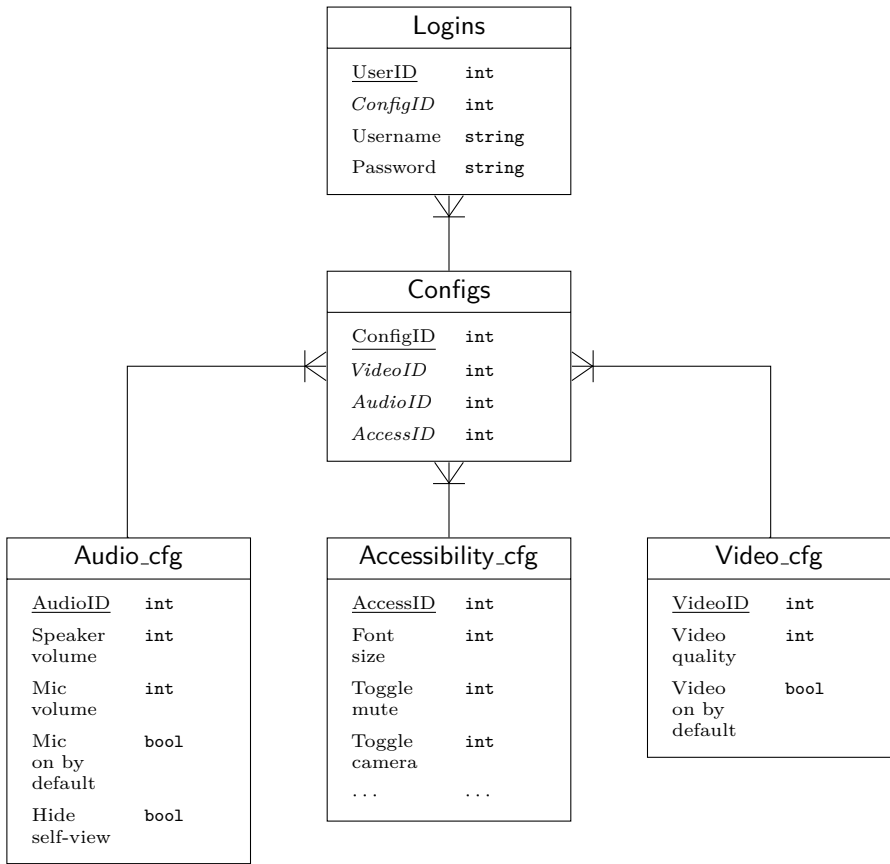 Logins
UserID int
ConfigID int
Username string
Password string
Configs
ConfigID int
VideoID int
AudioID int
AccessID int
Audio_cfg
AudioID int
Speaker int
volume
Mic int
volume
Mic bool
on by
default
Hide bool
self-view
Accessibility_cfg
AccessID int
Font int
size
Toggle int
mute
Toggle int
camera
... ...
Video_cfg
VideoID int
Video int
quality
Video bool
on by
default